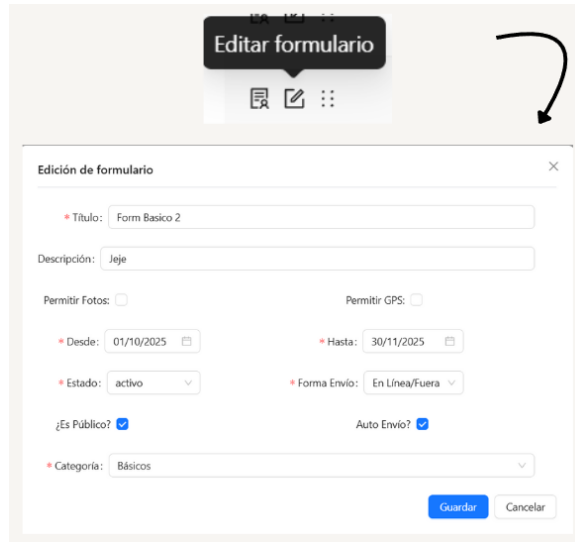 Editar formulario
Edición de formulario
* Título: Form Basico 2
Descripción: Jeje
Permitir Fotos: Permitir GPS:
* Desde: 01/10/2025 * Hasta: 30/11/2025
* Estado: activo * Forma Envío: En Línea/Fuera
¿Es Público? Auto Envío?
* Categoría: Básicos
Guardar Cancelar